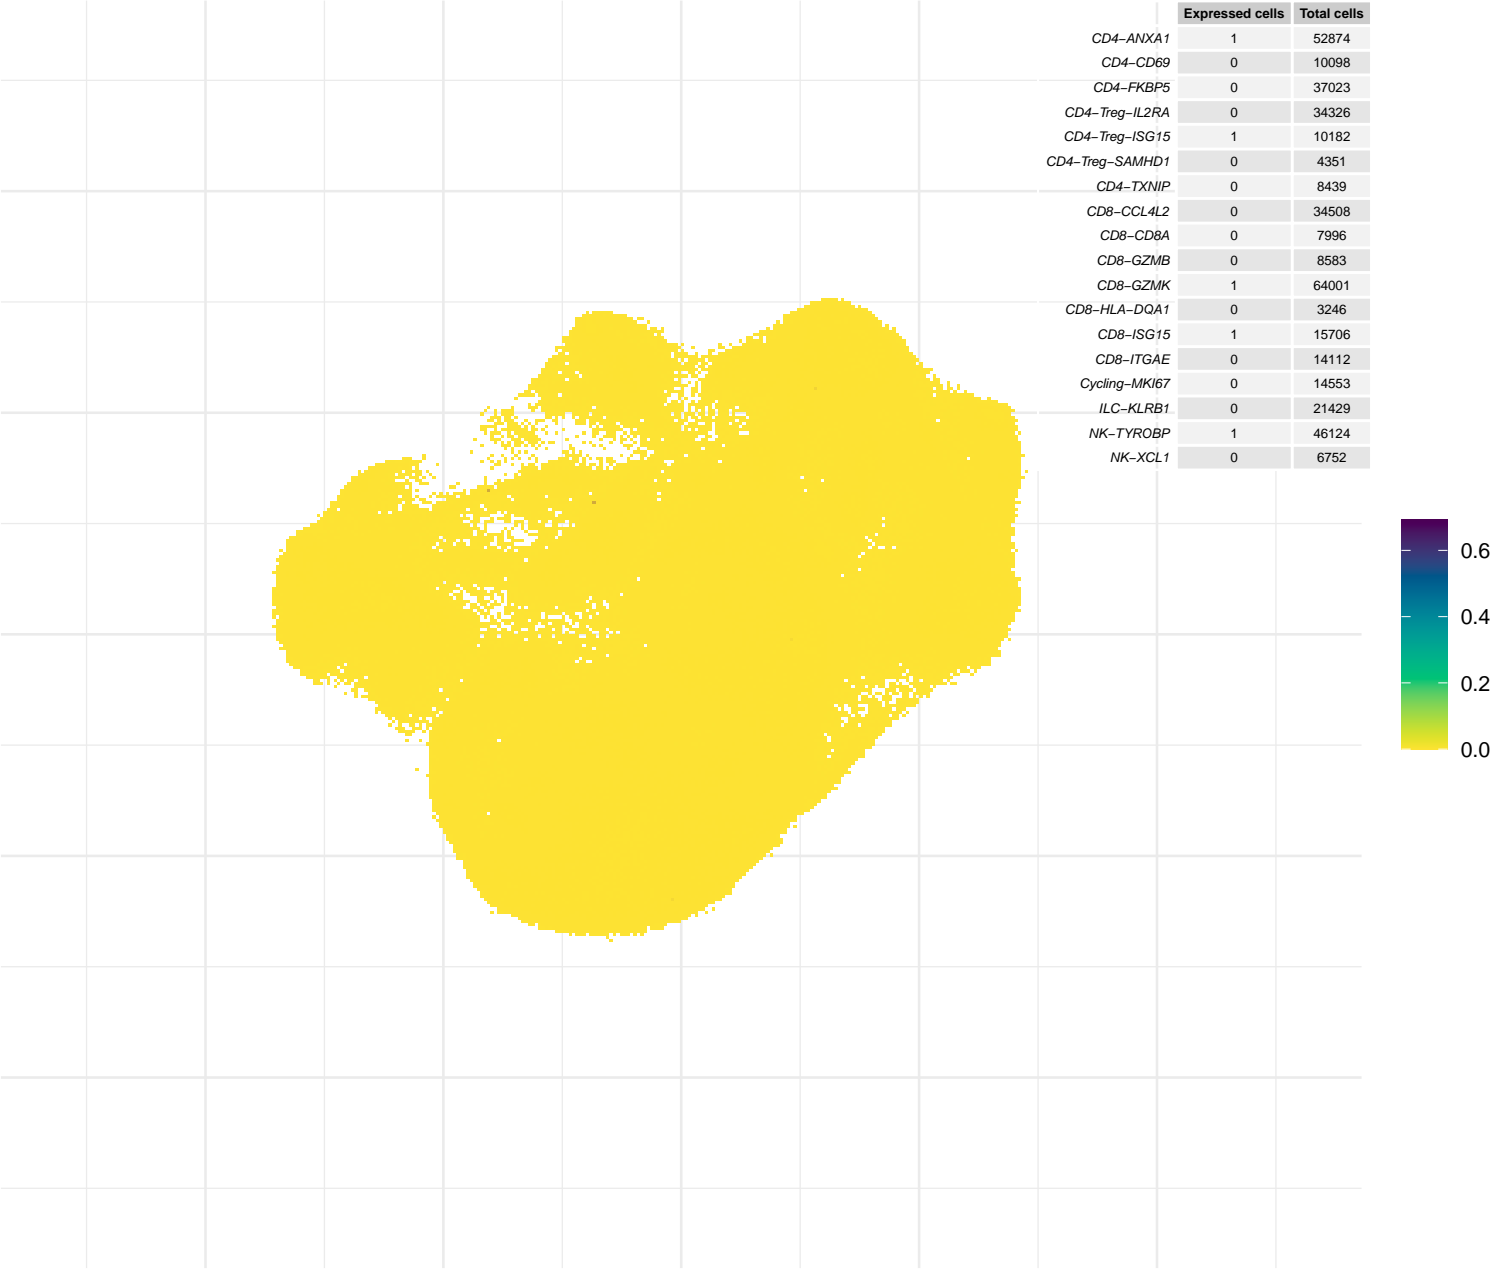 Expressed cells Total cells
CD4−ANXA1 1 52874
CD4−CD69 0 10098
CD4−FKBP5 0 37023
CD4−Treg−IL2RA 0 34326
CD4−Treg−ISG15 1 10182
CD4−Treg−SAMHD1 0 4351
CD4−TXNIP 0 8439
CD8−CCL4L2 0 34508
CD8−CD8A 0 7996
CD8−GZMB 0 8583
CD8−GZMK 1 64001
CD8−HLA−DQA1 0 3246
CD8−ISG15 1 15706
CD8−ITGAE 0 14112
Cycling−MKI67 0 14553
ILC−KLRB1 0 21429
NK−TYROBP 1 46124
NK−XCL1 0 6752
0.6
0.4
0.2
0.0